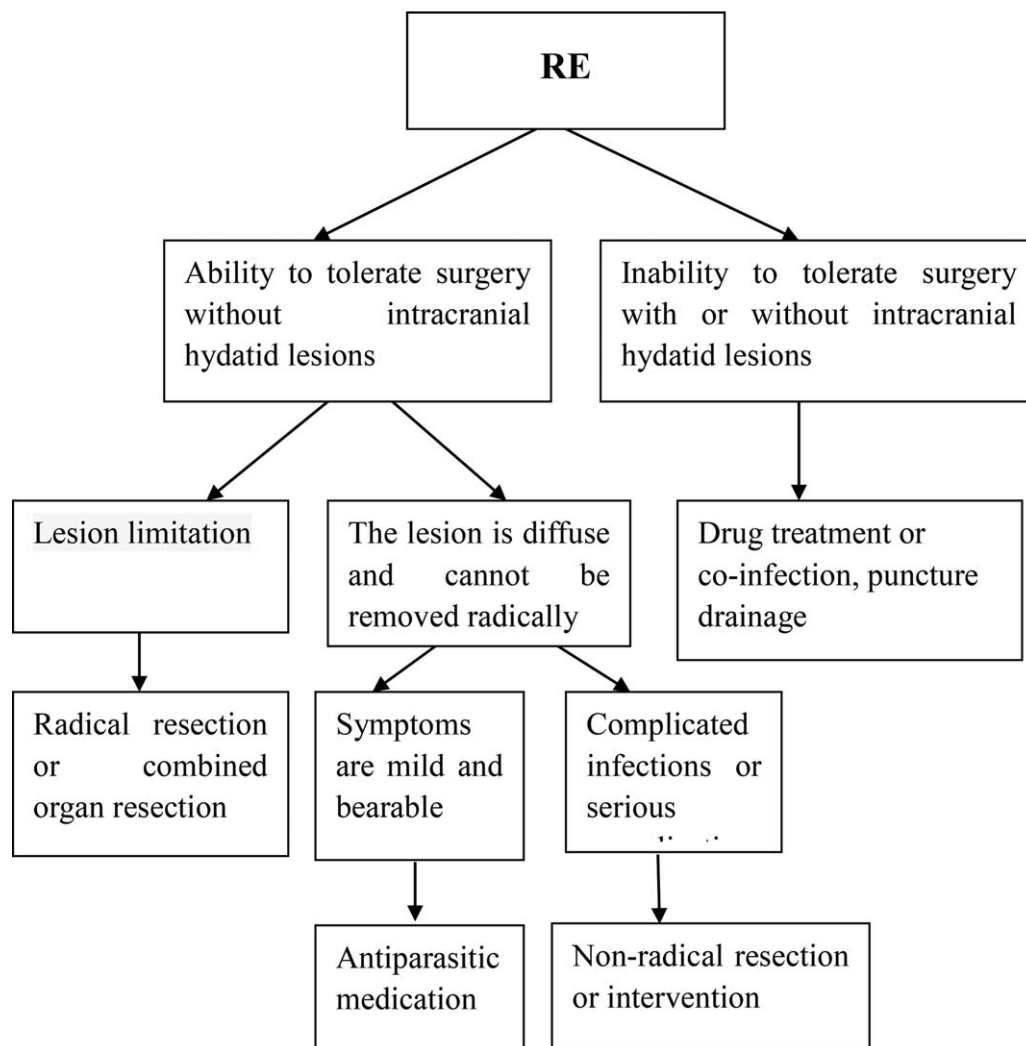 RE
Ability to tolerate surgery
without intracranial
hydatid lesions
Inability to tolerate surgery
with or without intracranial
hydatid lesions
Lesion limitation
The lesion is diffuse
and cannot be
removed radically
Drug treatment or
co-infection, puncture
drainage
Radical resection
or combined
organ resection
Symptoms
are mild and
bearable
Complicated
infections or
serious
Antiparasitic
medication
Non-radical resection
or intervention